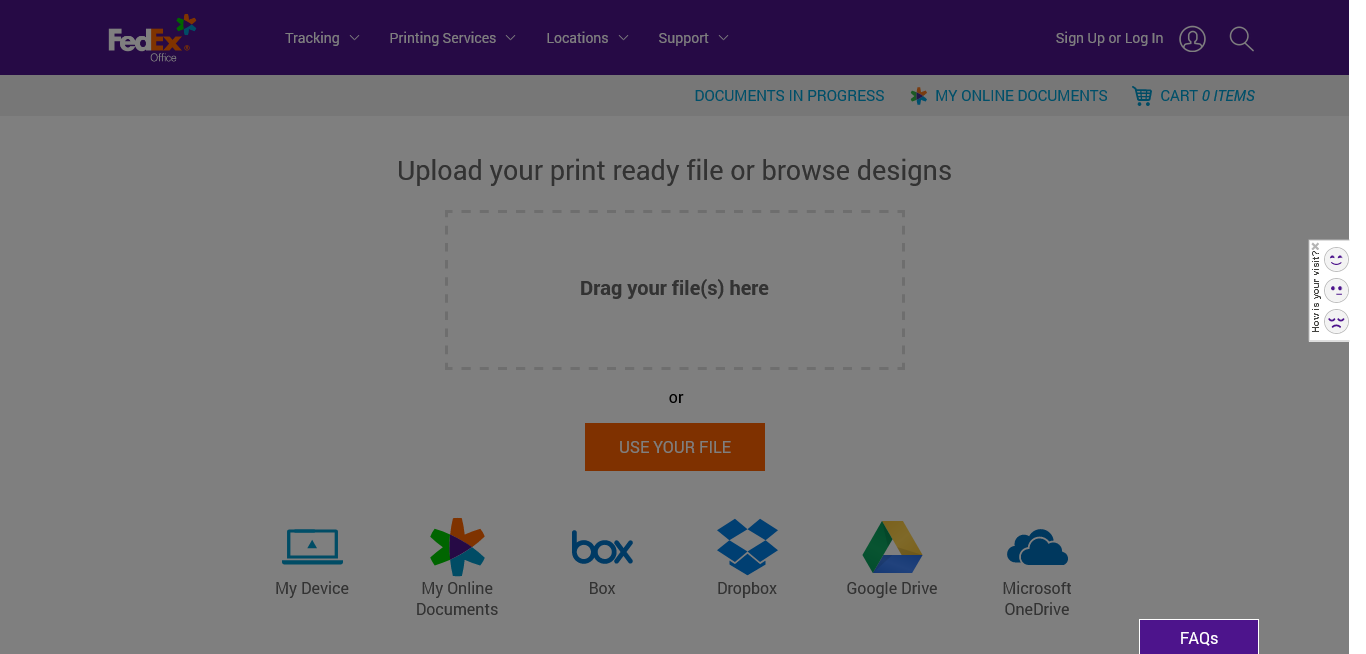 FedEx
Office
Tracking
Printing Services
Locations
Support
Sign Up or Log In
DOCUMENTS IN PROGRESS
MY ONLINE DOCUMENTS
CART 0 ITEMS
Upload your print ready file or browse designs
Drag your file(s) here
or
USE YOUR FILE
How is your visit?
box
My Device
My Online
Documents
Box
Dropbox
Google Drive
Microsoft
OneDrive
FAQs